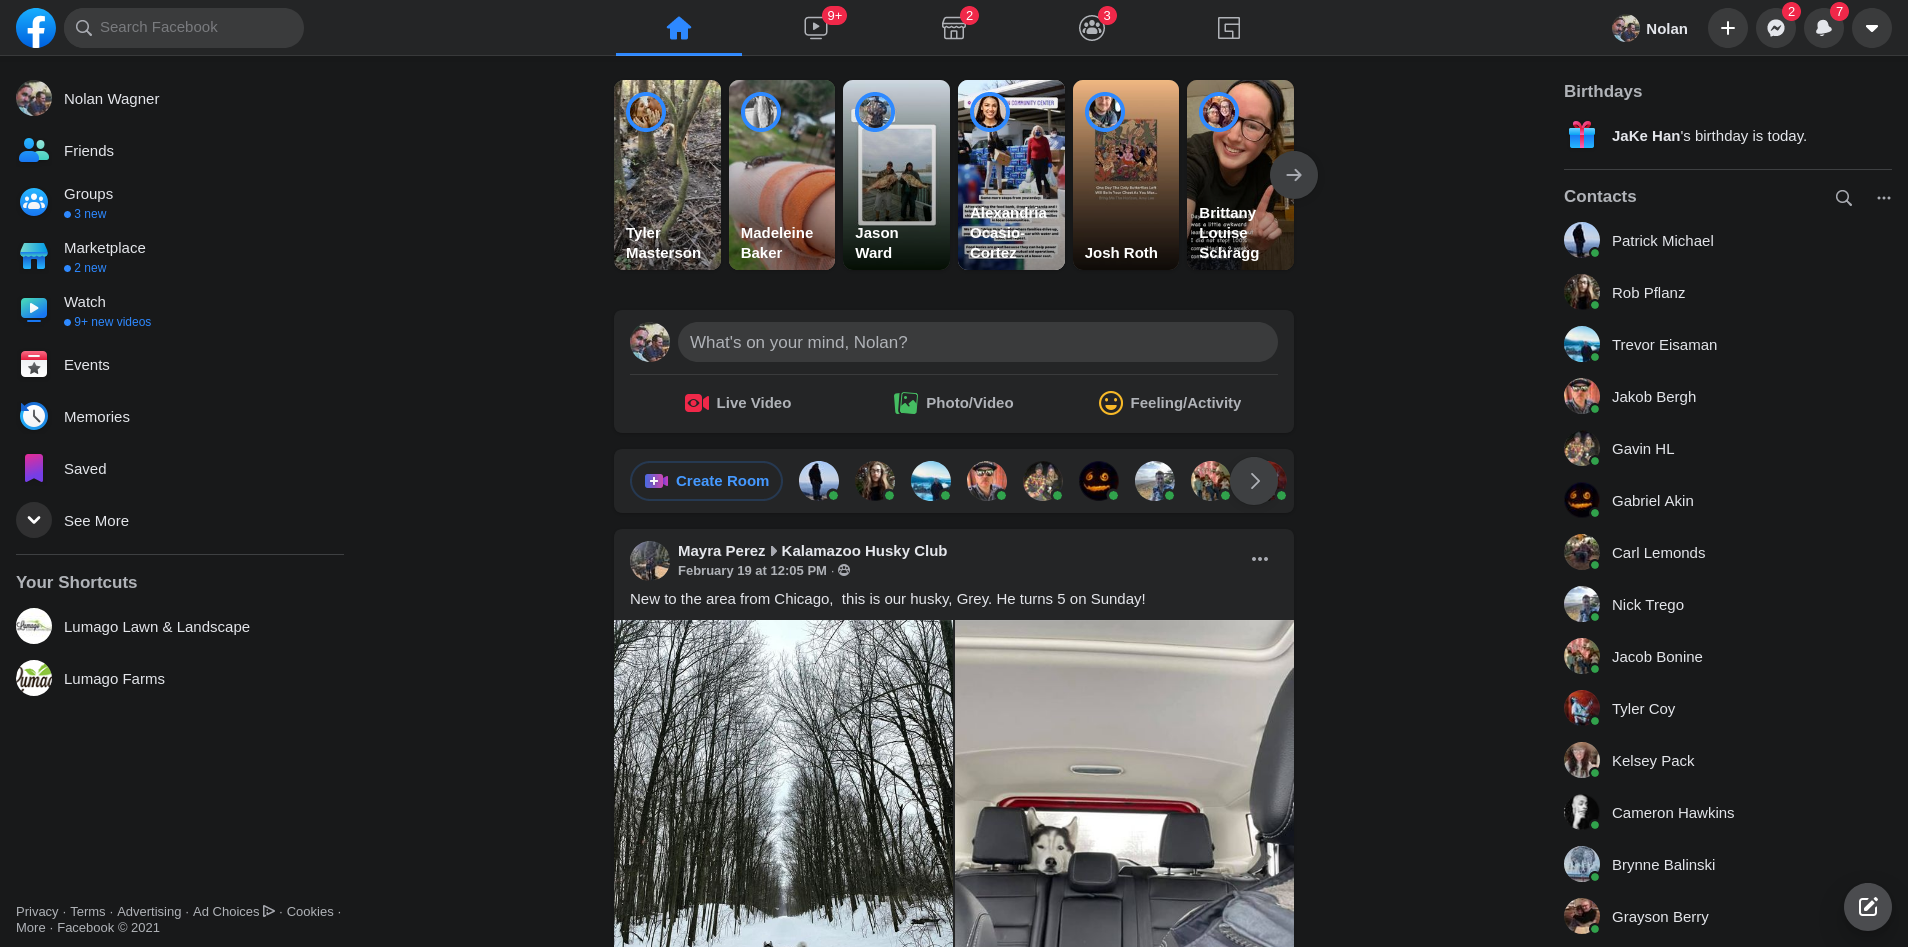 Search Facebook
9+
2
3
Nolan
2
7
Nolan Wagner
Friends
Groups
3 new
Marketplace
2 new
Watch
9+ new videos
Events
Memories
Saved
See More
Your Shortcuts
Lumago Lawn & Landscape
Lumago Farms
Privacy · Terms · Advertising · Ad Choices · Cookies ·
More · Facebook © 2021
Tyler
Masterson
Madeleine
Baker
Jason
Ward
COMMUNITY CENTER
Alexandria
Ocasio-
Cortez
Josh Roth
Brittany
Louise
Schragg
What's on your mind, Nolan?
Live Video
Photo/Video
Feeling/Activity
Create Room
Mayra Perez Kalamazoo Husky Club
February 19 at 12:05 PM ·
New to the area from Chicago,  this is our husky, Grey. He turns 5 on Sunday!
Birthdays
JaKe Han's birthday is today.
Contacts
Patrick Michael
Rob Pflanz
Trevor Eisaman
Jakob Bergh
Gavin HL
Gabriel Akin
Carl Lemonds
Nick Trego
Jacob Bonine
Tyler Coy
Kelsey Pack
Cameron Hawkins
Brynne Balinski
Grayson Berry